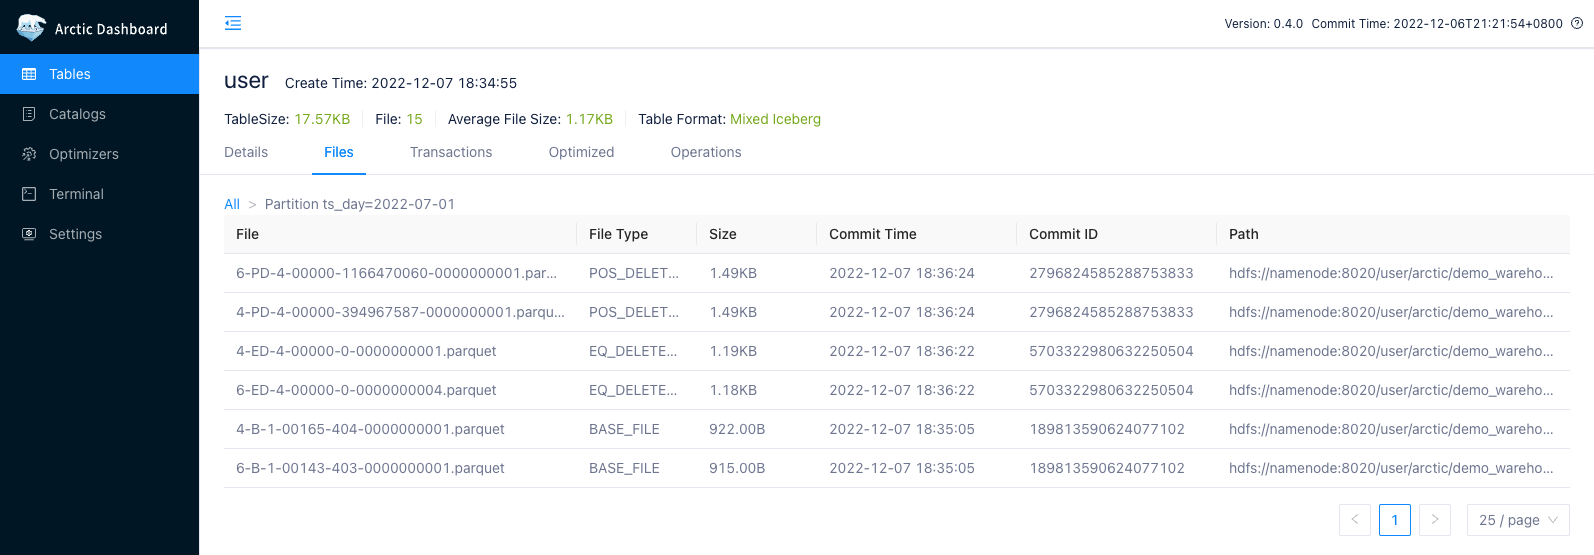 Arctic Dashboard
Version: 0.4.0 Commit Time: 2022-12-06T21:21:54+0800
Tables
Catalogs
Optimizers
Terminal
Settings
user Create Time: 2022-12-07 18:34:55
TableSize: 17.57KB File: 15 Average File Size: 1.17KB Table Format: Mixed Iceberg
Details Files Transactions Optimized Operations
All > Partition ts_day=2022-07-01
File File Type Size Commit Time Commit ID Path
6-PD-4-00000-1166470060-0000000001.par... POS_DELET... 1.49KB 2022-12-07 18:36:24 2796824585288753833 hdfs://namenode:8020/user/arctic/demo_wareho...
4-PD-4-00000-394967587-0000000001.parqu... POS_DELET... 1.49KB 2022-12-07 18:36:24 2796824585288753833 hdfs://namenode:8020/user/arctic/demo_wareho...
4-ED-4-00000-0-0000000001.parquet EQ_DELETE... 1.19KB 2022-12-07 18:36:22 5703322980632250504 hdfs://namenode:8020/user/arctic/demo_wareho...
6-ED-4-00000-0-0000000004.parquet EQ_DELETE... 1.18KB 2022-12-07 18:36:22 5703322980632250504 hdfs://namenode:8020/user/arctic/demo_wareho...
4-B-1-00165-404-0000000001.parquet BASE_FILE 922.00B 2022-12-07 18:35:05 189813590624077102 hdfs://namenode:8020/user/arctic/demo_wareho...
6-B-1-00143-403-0000000001.parquet BASE_FILE 915.00B 2022-12-07 18:35:05 189813590624077102 hdfs://namenode:8020/user/arctic/demo_wareho...
< 1 > 25 / page